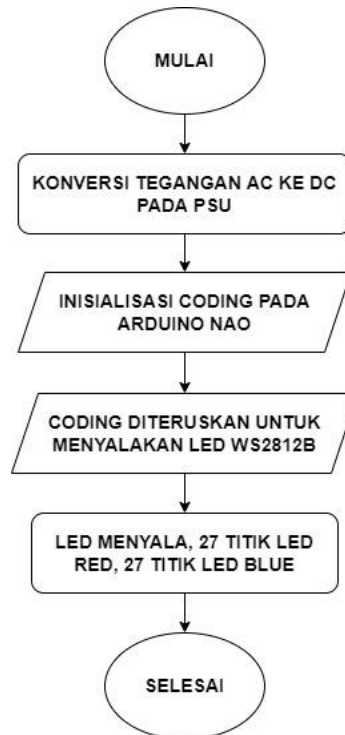 MULAI
KONVERSI TEGANGAN AC KE DC
PADA PSU
INISIALISASI CODING PADA
ARDUINO NAO
CODING DITERUSKAN UNTUK
MENYALAKAN LED WS2812B
LED MENYALA, 27 TITIK LED
RED, 27 TITIK LED BLUE
SELESAI